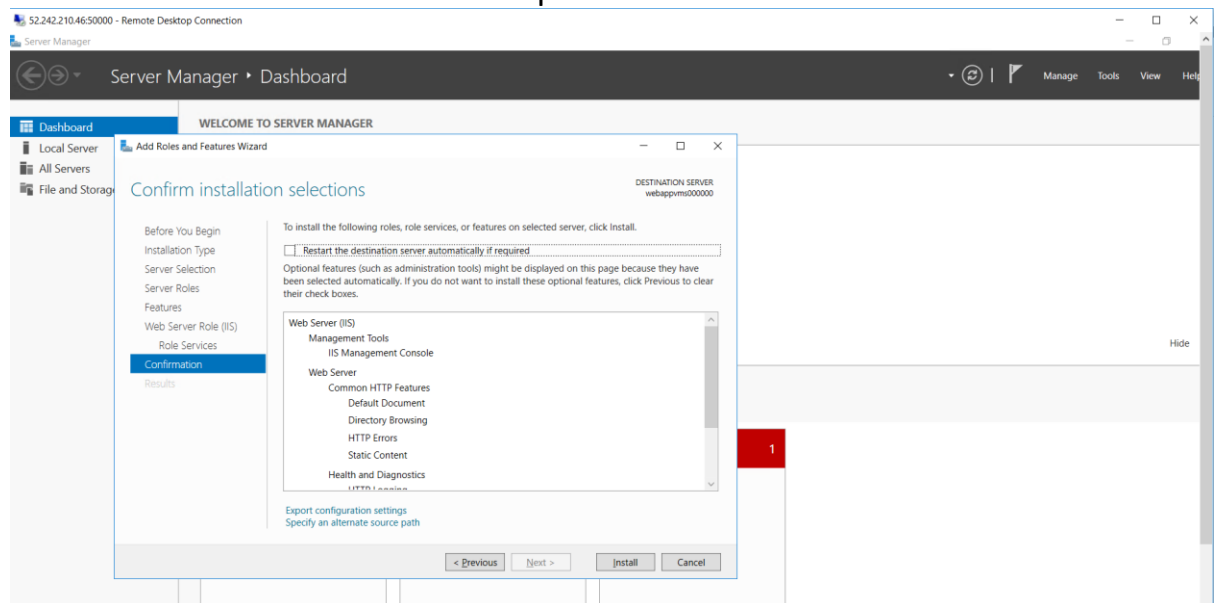 52.242.210.46:50000 - Remote Desktop Connection
Server Manager
Server Manager • Dashboard
Manage Tools View Help
Dashboard
Local Server
All Servers
File and Storag
WELCOME TO SERVER MANAGER
Add Roles and Features Wizard
Confirm installation selections
DESTINATION SERVER
webappvms000000
Before You Begin
Installation Type
Server Selection
Server Roles
Features
Web Server Role (IIS)
Role Services
Confirmation
Results
To install the following roles, role services, or features on selected server, click Install.
Restart the destination server automatically if required
Optional features (such as administration tools) might be displayed on this page because they have
been selected automatically. If you do not want to install these optional features, click Previous to clear
their check boxes.
Web Server (IIS)
Management Tools
IIS Management Console
Web Server
Common HTTP Features
Default Document
Directory Browsing
HTTP Errors
Static Content
Health and Diagnostics
HTTP Logging
Export configuration settings
Specify an alternate source path
< Previous Next > Install Cancel
Hide
1